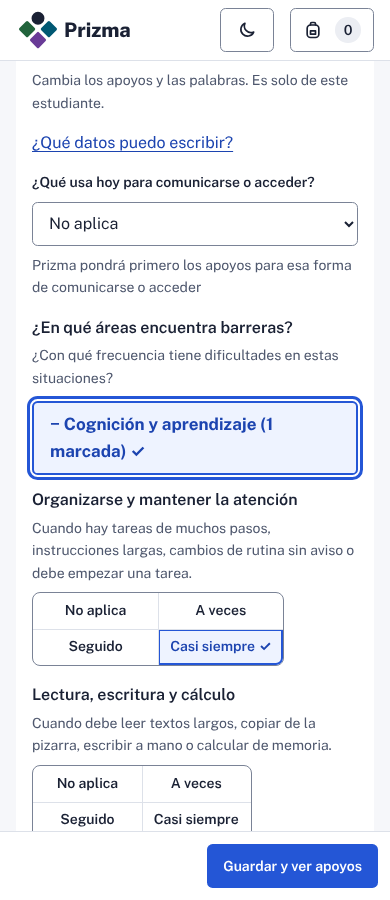 Prizma
0
Cambia los apoyos y las palabras. Es solo de este
estudiante.
¿Qué datos puedo escribir?
¿Qué usa hoy para comunicarse o acceder?
No aplica
Prizma pondrá primero los apoyos para esa forma
de comunicarse o acceder
¿En qué áreas encuentra barreras?
¿Con qué frecuencia tiene dificultades en estas
situaciones?
− Cognición y aprendizaje (1
marcada) ✓
Organizarse y mantener la atención
Cuando hay tareas de muchos pasos,
instrucciones largas, cambios de rutina sin aviso o
debe empezar una tarea.
No aplica A veces
Seguido Casi siempre ✓
Lectura, escritura y cálculo
Cuando debe leer textos largos, copiar de la
pizarra, escribir a mano o calcular de memoria.
No aplica A veces
Seguido Casi siempre
Guardar y ver apoyos